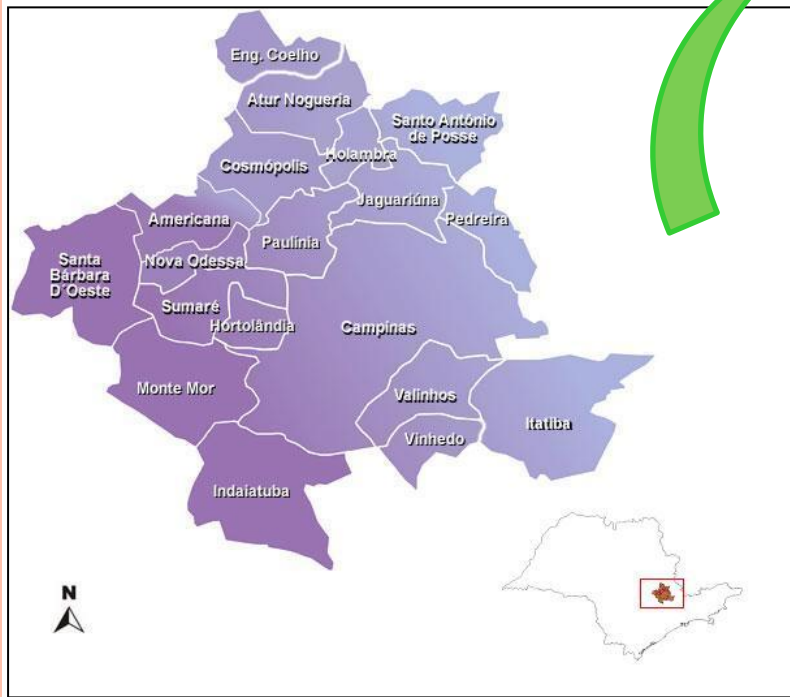 Eng. Coelho
Atur Nogueria
Santo Antônio
de Posse
Holambra
Cosmópolis
Jaguariúna
Pedreira
Americana
Paulínia
Santa
Bárbara
D´Oeste
Nova Odessa
Sumaré
Hortolândia
Campinas
Monte Mor
Valinhos
Itatiba
Vinhedo
Indaiatuba
N